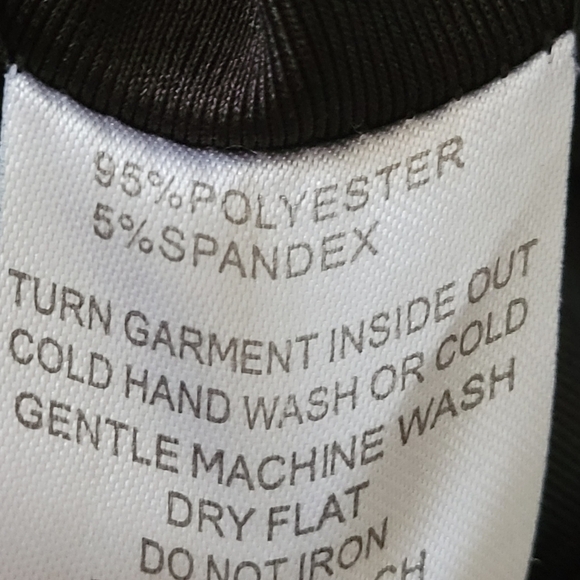 95%POLYESTER
5%SPANDEX
TURN GARMENT INSIDE OUT
COLD HAND WASH OR COLD
GENTLE MACHINE WASH
DRY FLAT
DO NOT IRON